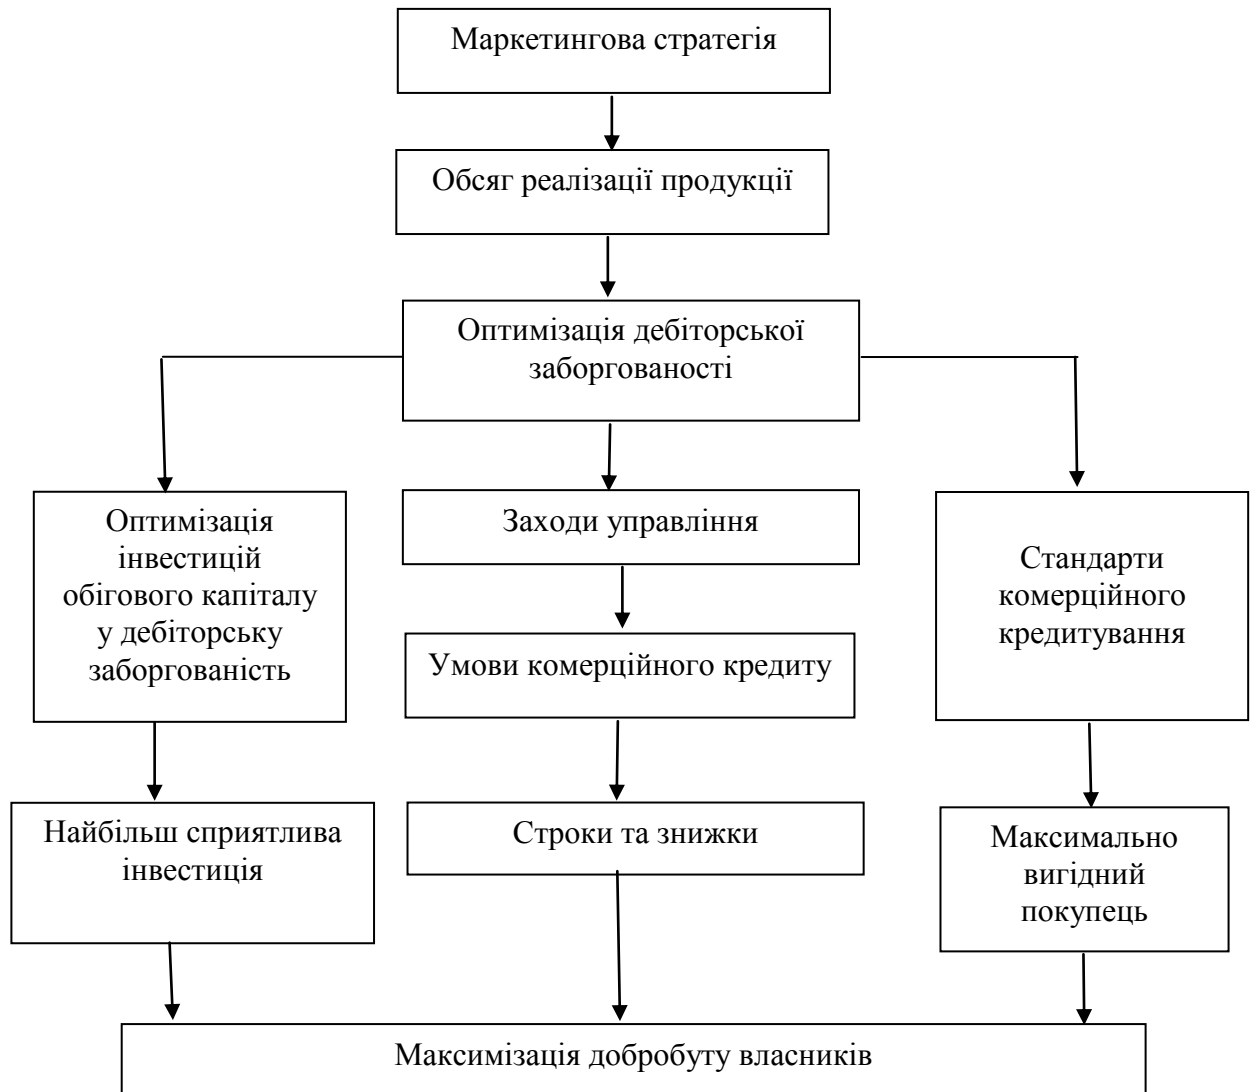 Маркетингова стратегія
Обсяг реалізації продукції
Оптимізація дебіторської
заборгованості
Оптимізація
інвестицій
обігового капіталу
у дебіторську
заборгованість
Заходи управління
Стандарти
комерційного
кредитування
Умови комерційного кредиту
Найбільш сприятлива
інвестиція
Строки та знижки
Максимально
вигідний
покупець
Максимізація добробуту власників